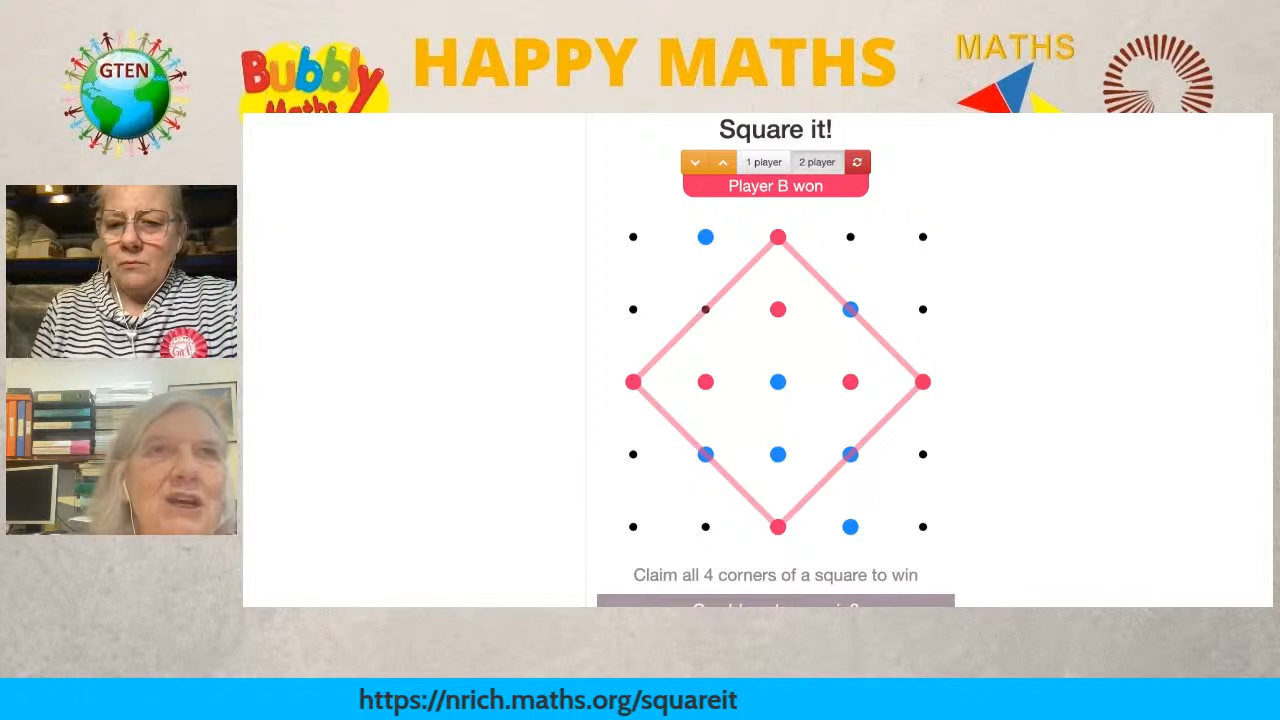 GTEN
Bubbly
Maths
HAPPY MATHS
MATHS
Square it!
1 player
2 player
Player B won
Claim all 4 corners of a square to win
https://nrich.maths.org/squareit